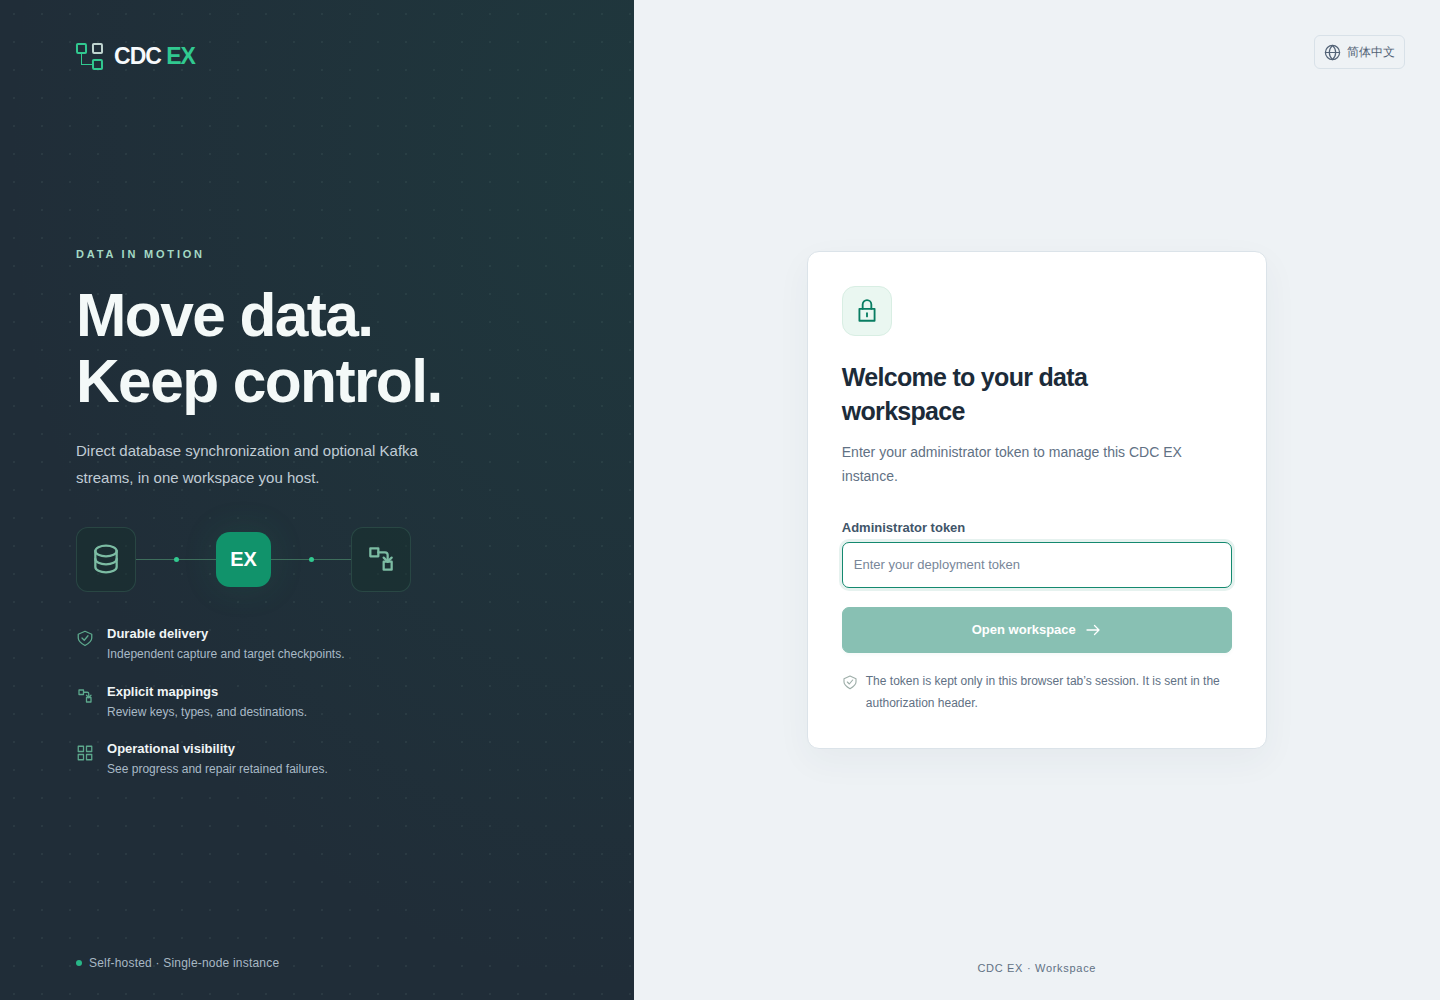 CDC EX
简体中文
DATA IN MOTION
Move data.
Keep control.
Direct database synchronization and optional Kafka
streams, in one workspace you host.
EX
Durable delivery
Independent capture and target checkpoints.
Explicit mappings
Review keys, types, and destinations.
Operational visibility
See progress and repair retained failures.
Self-hosted · Single-node instance
Welcome to your data
workspace
Enter your administrator token to manage this CDC EX
instance.
Administrator token
Enter your deployment token
Open workspace
The token is kept only in this browser tab’s session. It is sent in the
authorization header.
CDC EX · Workspace